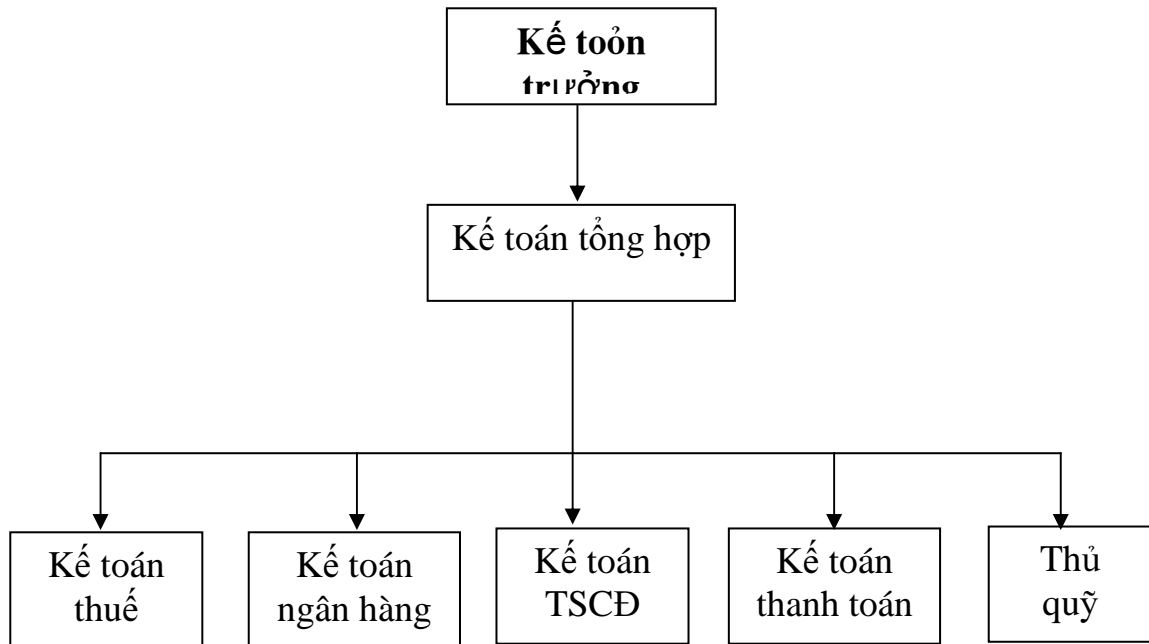 Kế toỏn
trưởng
Kế toán tổng hợp
Kế toán
thuế
Kế toán
ngân hàng
Kế toán
TSCĐ
Kế toán
thanh toán
Thủ
quỹ